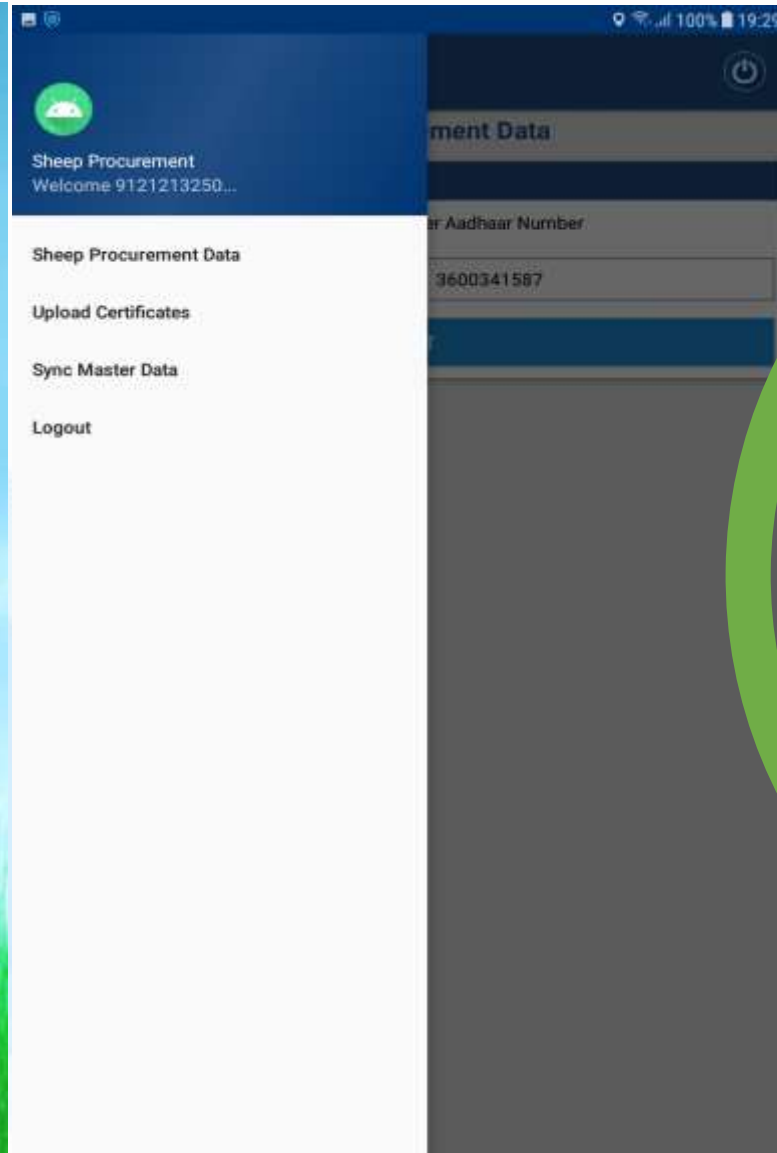 100% 19:29
ment Data
Sheep Procurement
Welcome 9121213250...
er Aadhaar Number
Sheep Procurement Data
3600341587
Upload Certificates
Sync Master Data
Logout